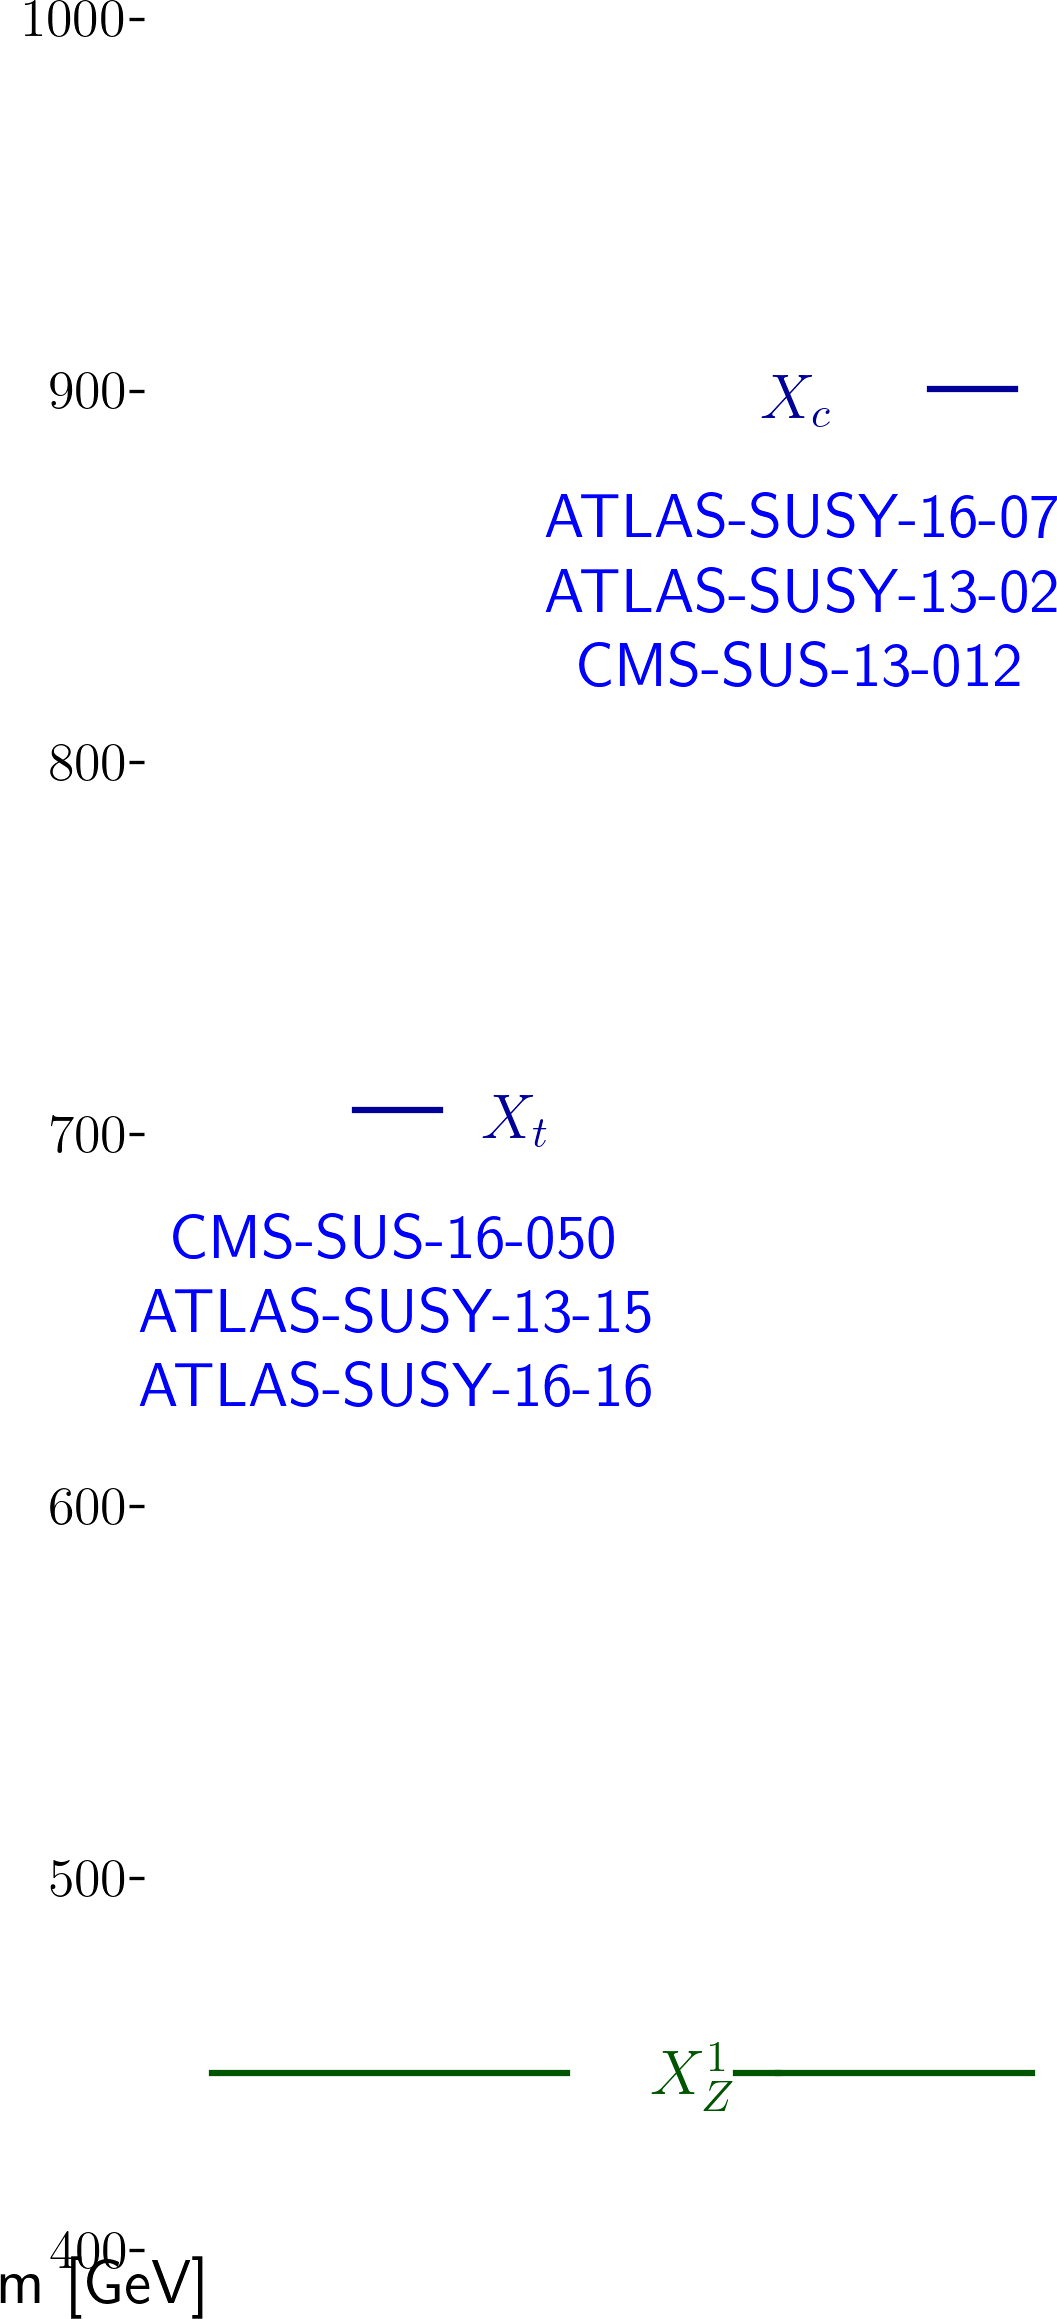 1000-
900-
X_c
ATLAS-SUSY-16-07
ATLAS-SUSY-13-02
CMS-SUS-13-012
800-
700-
X_t
CMS-SUS-16-050
ATLAS-SUSY-13-15
ATLAS-SUSY-16-16
600-
500-
X_Z^1
400-
m [GeV]